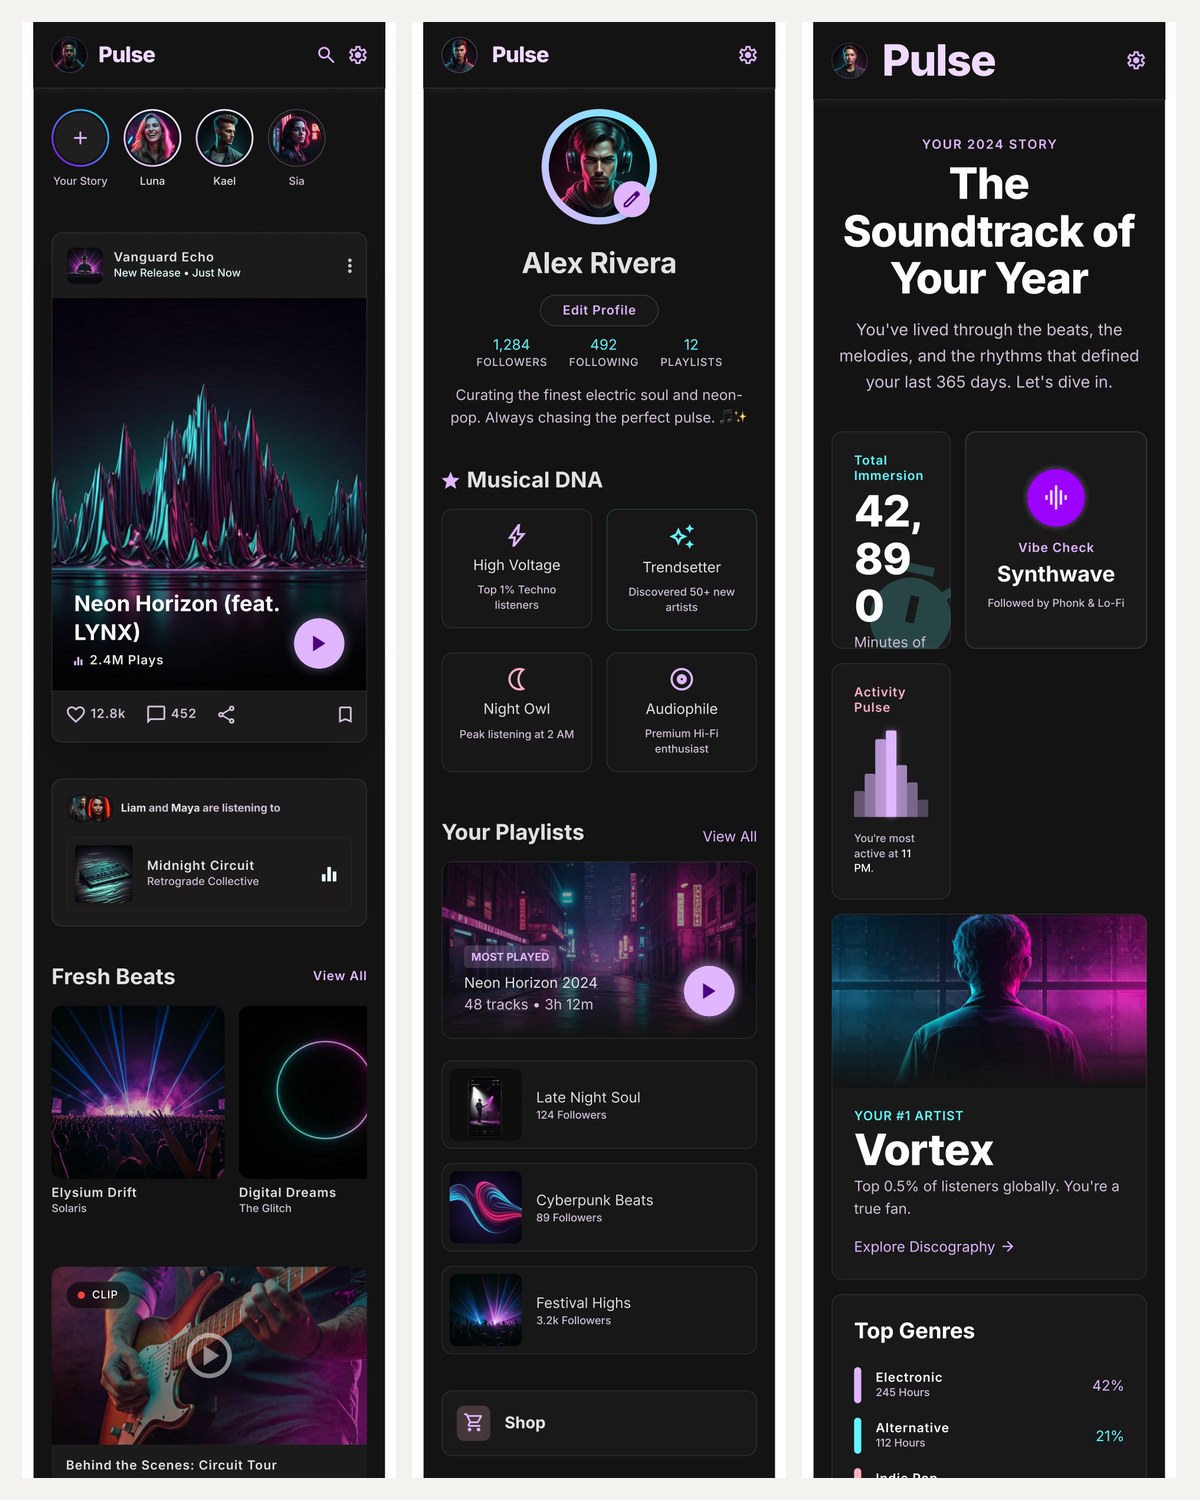 Pulse
Your Story
Luna
Kael
Sia
Vanguard Echo
New Release • Just Now
Neon Horizon (feat.
LYNX)
2.4M Plays
12.8k
452
Liam and Maya are listening to
Midnight Circuit
Retrograde Collective
Fresh Beats
View All
Elysium Drift
Solaris
Digital Dreams
The Glitch
CLIP
Behind the Scenes: Circuit Tour
Pulse
Alex Rivera
Edit Profile
1,284
FOLLOWERS
492
FOLLOWING
12
PLAYLISTS
Curating the finest electric soul and neon-
pop. Always chasing the perfect pulse. 🎵✨
Musical DNA
High Voltage
Top 1% Techno
listeners
Trendsetter
Discovered 50+ new
artists
Night Owl
Peak listening at 2 AM
Audiophile
Premium Hi-Fi
enthusiast
Your Playlists
View All
MOST PLAYED
Neon Horizon 2024
48 tracks • 3h 12m
Late Night Soul
124 Followers
Cyberpunk Beats
89 Followers
Festival Highs
3.2k Followers
Shop
Pulse
YOUR 2024 STORY
The
Soundtrack of
Your Year
You've lived through the beats, the
melodies, and the rhythms that defined
your last 365 days. Let's dive in.
Total
Immersion
42,
89
0
Minutes of
Vibe Check
Synthwave
Followed by Phonk & Lo-Fi
Activity
Pulse
You're most
active at 11
PM.
YOUR #1 ARTIST
Vortex
Top 0.5% of listeners globally. You're a
true fan.
Explore Discography →
Top Genres
Electronic
245 Hours
42%
Alternative
112 Hours
21%
Indie Pop